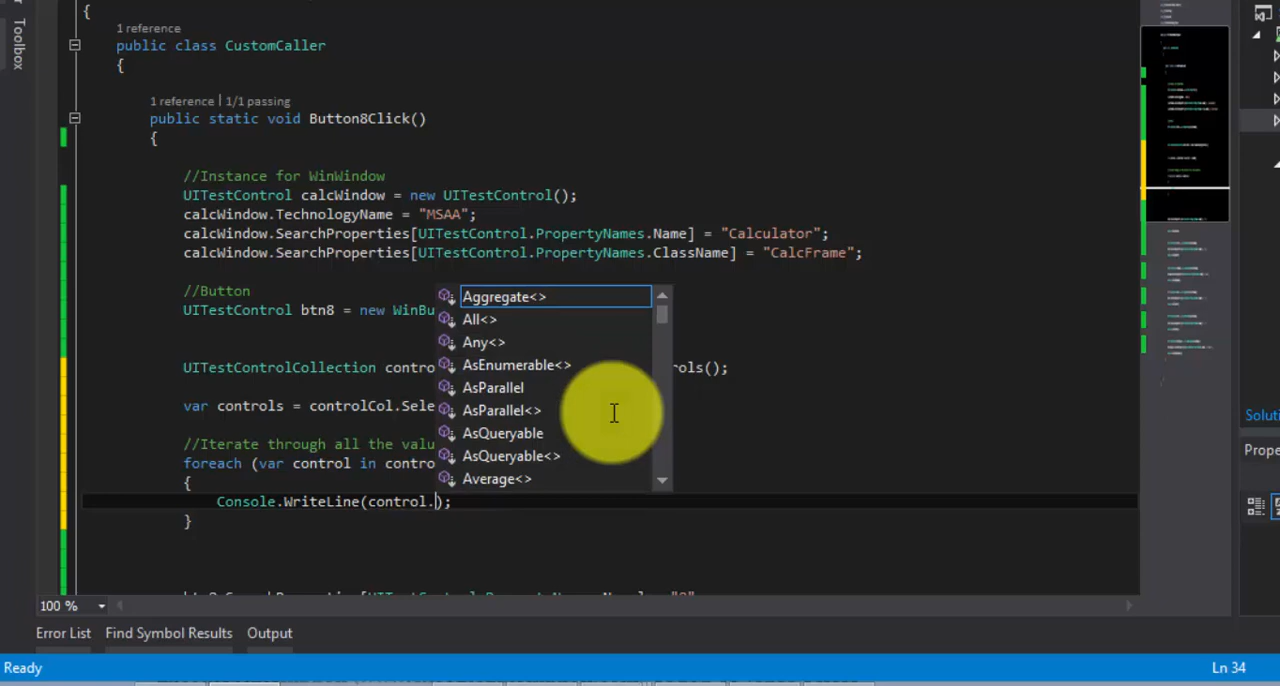 {
1 reference
public class CustomCaller
{
Toolbox
1 reference | 1/1 passing
public static void Button8Click()
{
//Instance for WinWindow
UITestControl calcWindow = new UITestControl();
calcWindow.TechnologyName = "MSAA";
calcWindow.SearchProperties[UITestControl.PropertyNames.Name] = "Calculator";
calcWindow.SearchProperties[UITestControl.PropertyNames.ClassName] = "CalcFrame";
//Button
UITestControl btn8 = new WinBu
Aggregate<>
All<>
Any<>
AsEnumerable<>
AsParallel
AsParallel<>
AsQueryable
AsQueryable<>
Average<>
UITestControlCollection contro rols();
var controls = controlCol.Sele
//Iterate through all the valu
foreach (var control in contro
{
Console.WriteLine(control.);
}
Soluti
Prope
100 %
Error List Find Symbol Results Output
Ready Ln 34